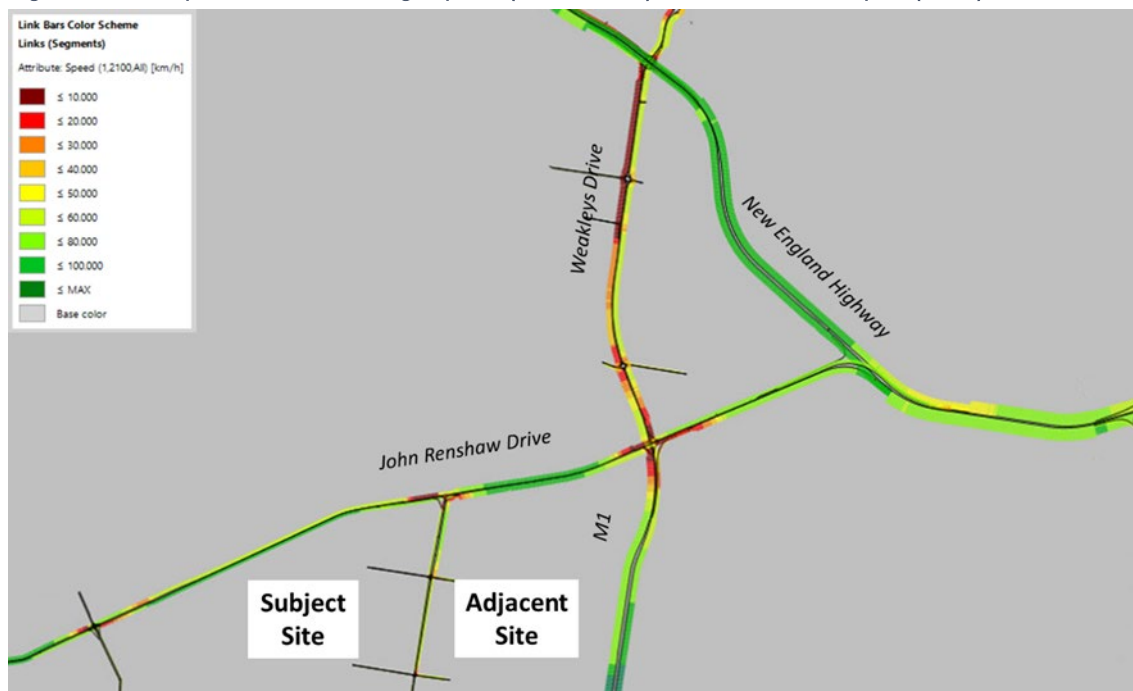 Link Bars Color Scheme
Links (Segments)
Attribute: Speed (1,2100,All) [km/h]
≤ 10.000
≤ 20.000
≤ 30.000
≤ 40.000
≤ 50.000
≤ 60.000
≤ 80.000
≤ 100.000
≤ MAX
Base color
Weakleys Drive
New England Highway
John Renshaw Drive
M1
Subject
Site
Adjacent
Site